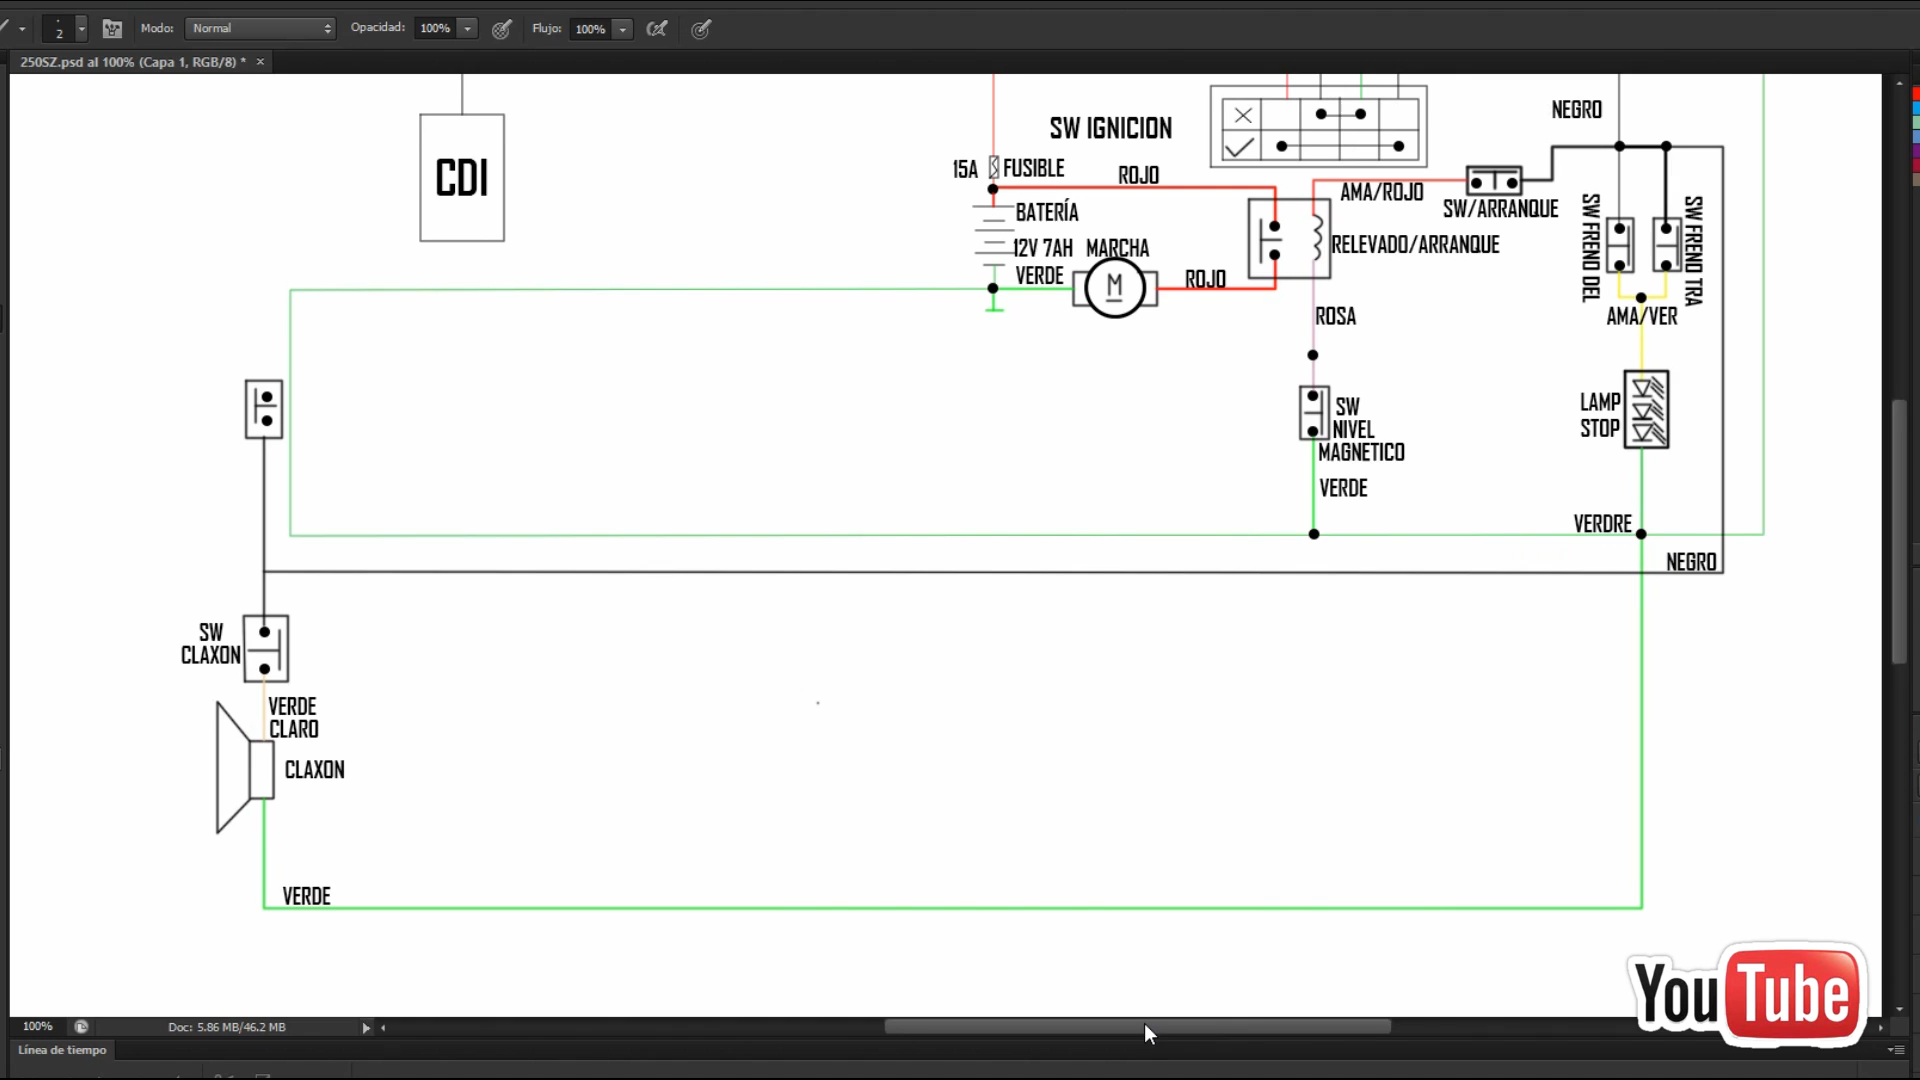 2
Modo:
Normal
Opacidad:
100%
Flujo:
100%
250SZ.psd al 100% (Capa 1, RGB/8) *
CDI
SW IGNICION
NEGRO
15A
FUSIBLE
ROJO
AMA/ROJO
SW/ARRANQUE
BATERÍA
12V 7AH
MARCHA
VERDE
M
ROJO
RELEVADO/ARRANQUE
SW FRENO DEL
SW FRENO TRA
ROSA
AMA/VER
LAMP
STOP
SW
NIVEL
MAGNETICO
VERDE
VERDRE
NEGRO
SW
CLAXON
VERDE
CLARO
CLAXON
VERDE
YouTube
100%
Doc: 5.86 MB/46.2 MB
Línea de tiempo